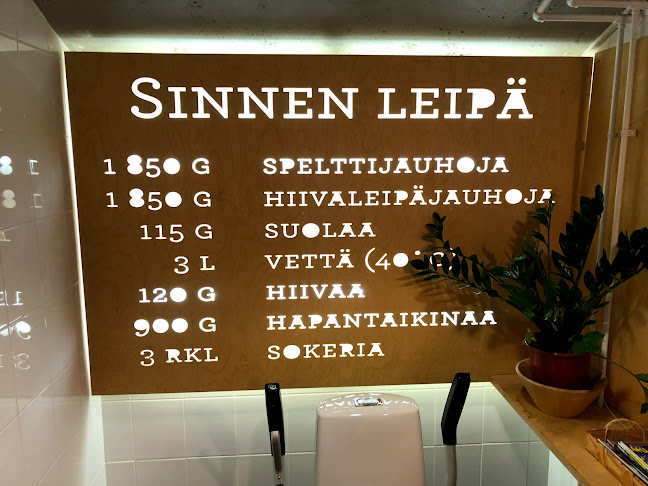 SINNEN LEIPÄ
1 850 G SPELTTIJAUHOJA
1 850 G HIIVALEIPÄJAUHOJA
115 G SUOLAA
3 L VETTÄ (40°C)
120 G HIIVAA
900 G HAPANTAIKINAA
3 RKL SOKERIA